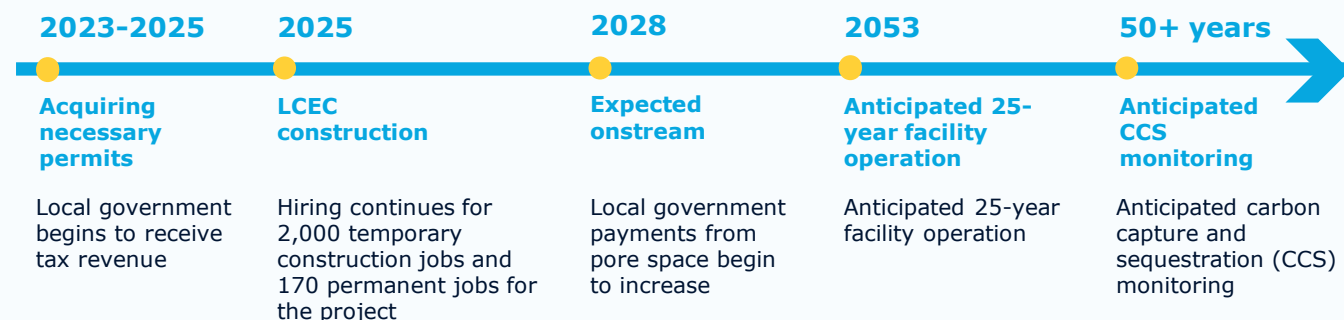 2023-2025
Acquiring
necessary
permits
Local government
begins to receive
tax revenue
2025
LCEC
construction
Hiring continues for
2,000 temporary
construction jobs and
170 permanent jobs for
the project
2028
Expected
onstream
Local government
payments from
pore space begin
to increase
2053
Anticipated 25-
year facility
operation
Anticipated 25-year
facility operation
50+ years
Anticipated
CCS
monitoring
Anticipated carbon
capture and
sequestration (CCS)
monitoring